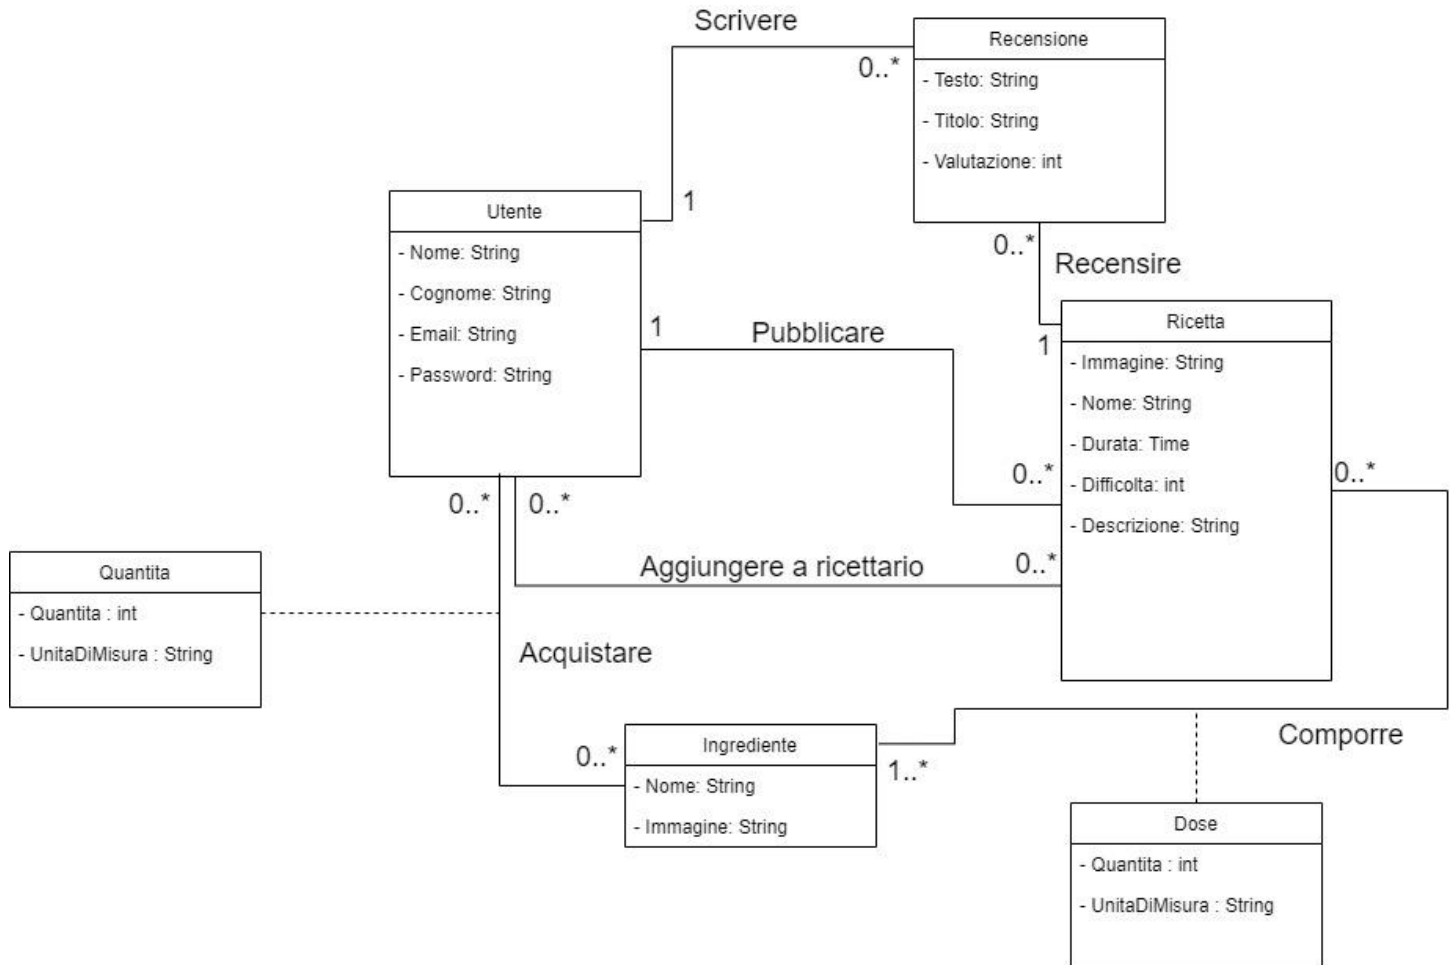 Scrivere
Recensione
0..*
- Testo: String
- Titolo: String
- Valutazione: int
1
Utente
- Nome: String
- Cognome: String
- Email: String
- Password: String
0..*
Recensire
1
Pubblicare
Ricetta
1
- Immagine: String
- Nome: String
- Durata: Time
- Difficolta: int
- Descrizione: String
0..*
0..*
0..*
0..*
Aggiungere a ricettario
0..*
Quantita
- Quantita : int
- UnitaDiMisura : String
Acquistare
0..*
Ingrediente
- Nome: String
- Immagine: String
1..*
Comporre
Dose
- Quantita : int
- UnitaDiMisura : String